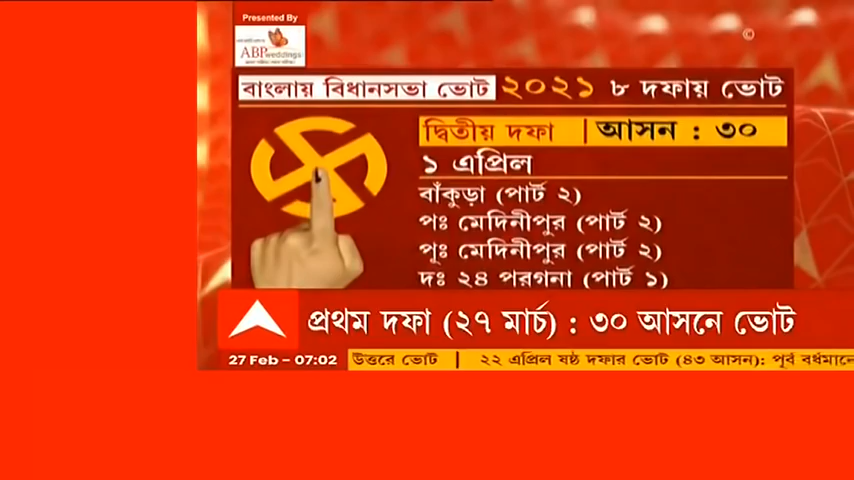 Presented By
ABPweddings
©
বাংলায় বিধানসভা ভোট ২০২১ ৮ দফায় ভোট
দ্বিতীয় দফা | আসন : ৩০
১ এপ্রিল
বাঁকুড়া (পার্ট ২)
পঃ মেদিনীপুর (পার্ট ২)
পূঃ মেদিনীপুর (পার্ট ২)
দঃ ২৪ পরগনা (পার্ট ১)
প্রথম দফা (২৭ মার্চ) : ৩০ আসনে ভোট
27 Feb – 07:02 উত্তরে ভোট | ২২ এপ্রিল ষষ্ঠ দফার ভোট (৪৩ আসন): পূর্ব বর্ধমানে